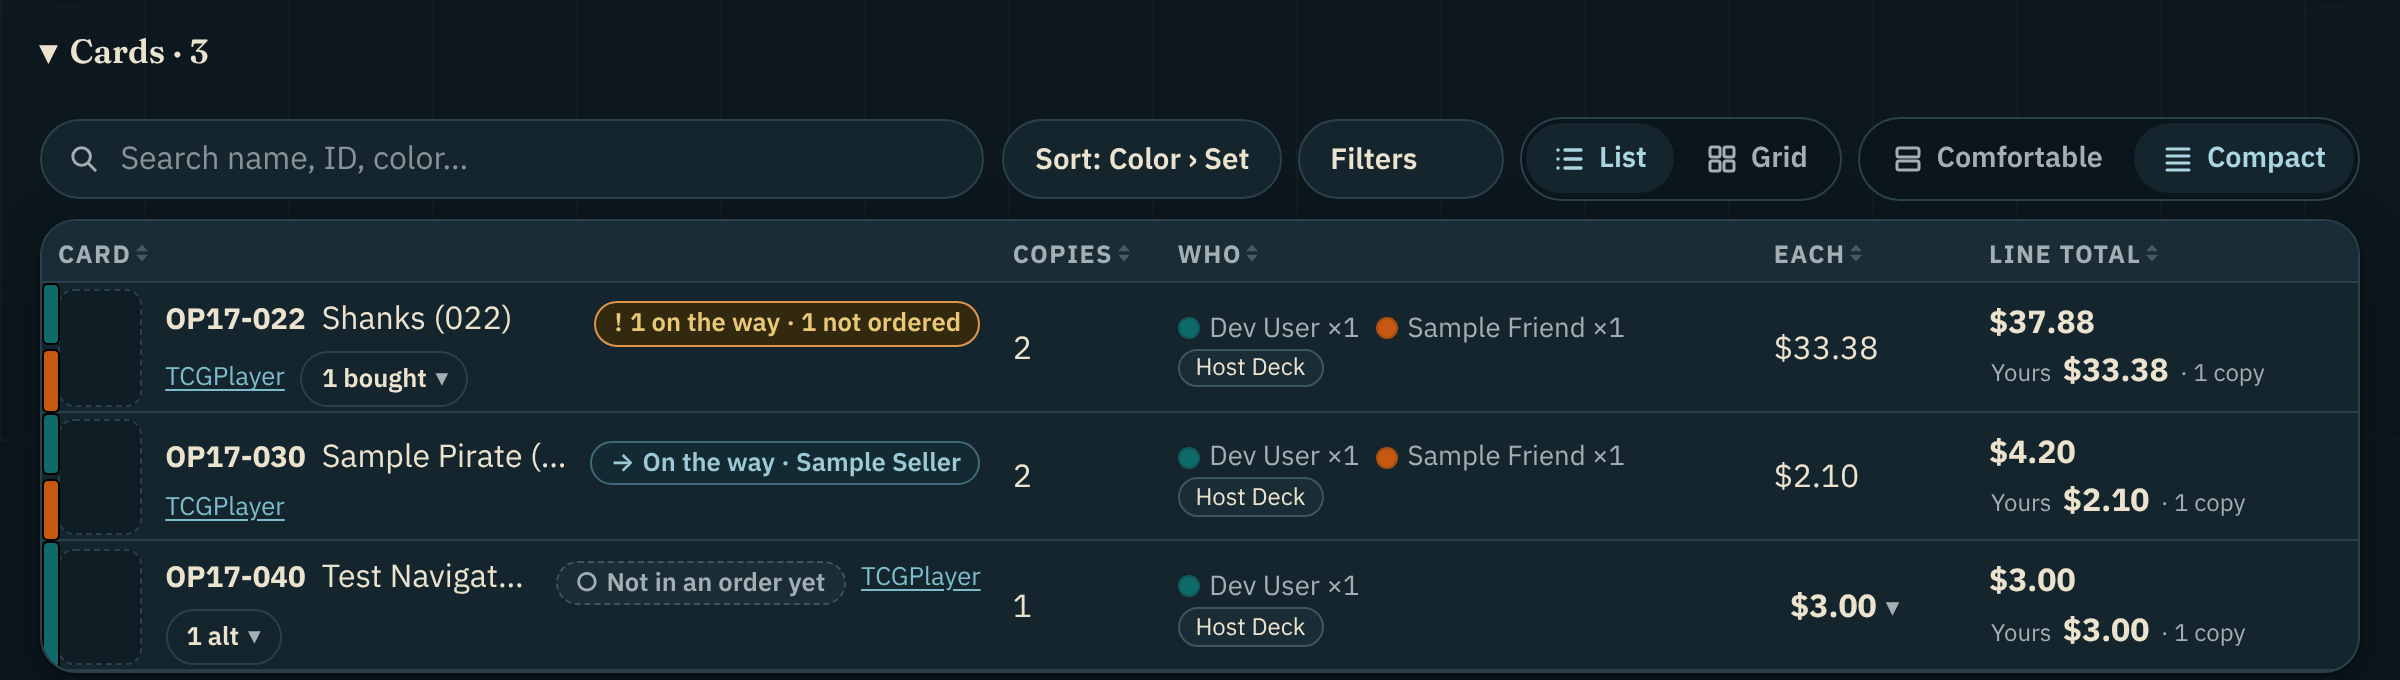 ▼ Cards · 3
Search name, ID, color...
Sort: Color › Set
Filters
List
Grid
Comfortable
Compact
CARD COPIES WHO EACH LINE TOTAL
OP17-022 Shanks (022) ! 1 on the way · 1 not ordered
TCGPlayer 1 bought ▼
2
Dev User ×1 Sample Friend ×1
Host Deck
$33.38
$37.88
Yours $33.38 · 1 copy
OP17-030 Sample Pirate (... → On the way · Sample Seller
TCGPlayer
2
Dev User ×1 Sample Friend ×1
Host Deck
$2.10
$4.20
Yours $2.10 · 1 copy
OP17-040 Test Navigat... Not in an order yet TCGPlayer
1 alt ▼
1
Dev User ×1
Host Deck
$3.00 ▼
$3.00
Yours $3.00 · 1 copy